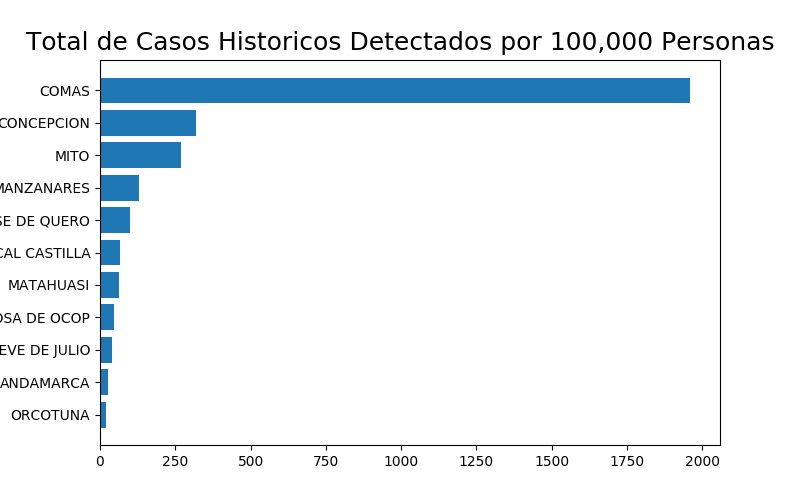 Total de Casos Historicos Detectados por 100,000 Personas
COMAS
CONCEPCION
MITO
MANZANARES
SE DE QUERO
CAL CASTILLA
MATAHUASI
OSA DE OCOP
EVE DE JULIO
ANDAMARCA
ORCOTUNA
0 250 500 750 1000 1250 1500 1750 2000